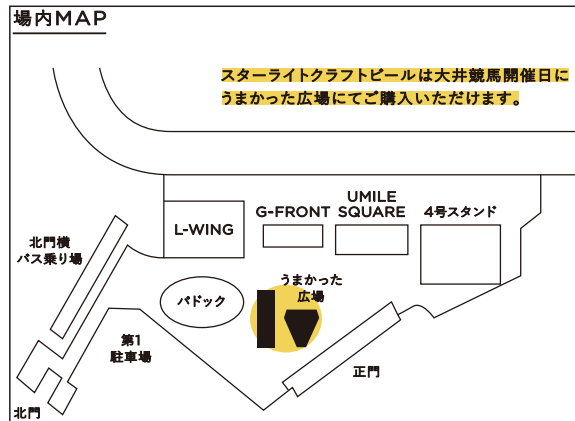 場内MAP
スターライトクラフトビールは大井競馬開催日に
うまかった広場にてご購入いただけます。
L-WING
G-FRONT
UMILE
SQUARE
4号スタンド
北門横
バス乗り場
パドック
うまかった
広場
第1
駐車場
正門
北門